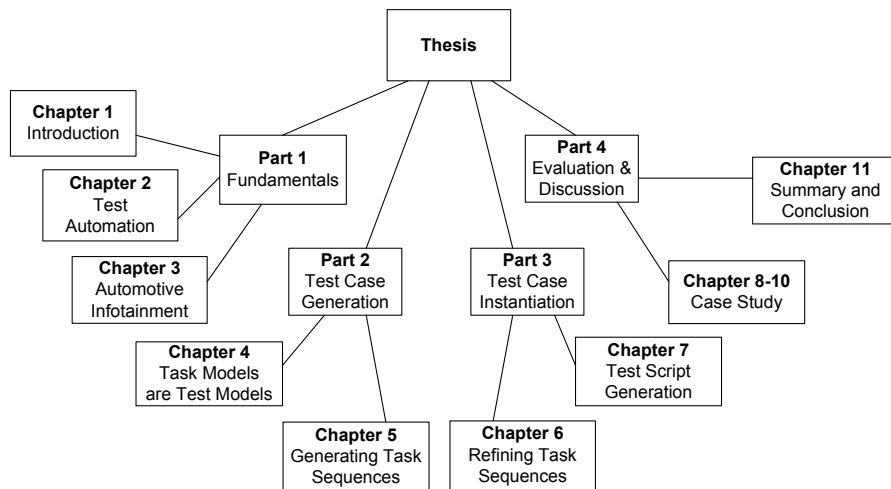 Thesis
Chapter 1
Introduction
Part 1
Fundamentals
Part 4
Evaluation &
Discussion
Chapter 2
Test
Automation
Chapter 11
Summary and
Conclusion
Chapter 3
Automotive
Infotainment
Part 2
Test Case
Generation
Part 3
Test Case
Instantiation
Chapter 8-10
Case Study
Chapter 4
Task Models
are Test Models
Chapter 7
Test Script
Generation
Chapter 5
Generating Task
Sequences
Chapter 6
Refining Task
Sequences